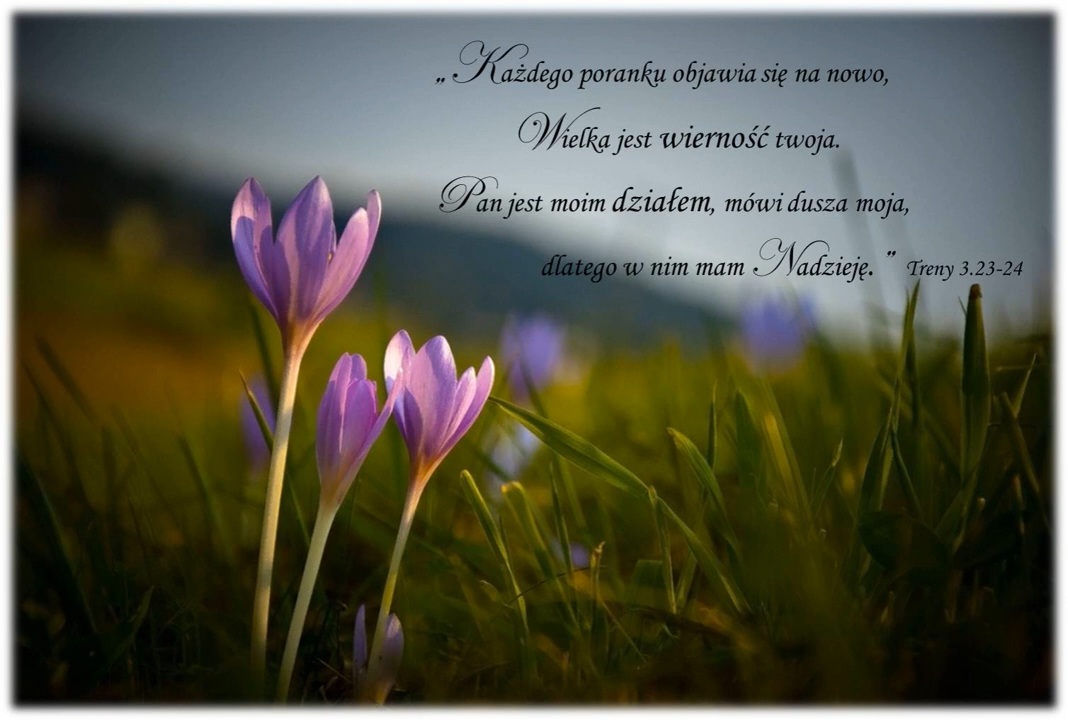 „Każdego poranku objawia się na nowo,
Wielka jest wierność twoja.
Pan jest moim działem, mówi dusza moja,
dlatego w nim mam Nadzieję.” Treny 3.23-24